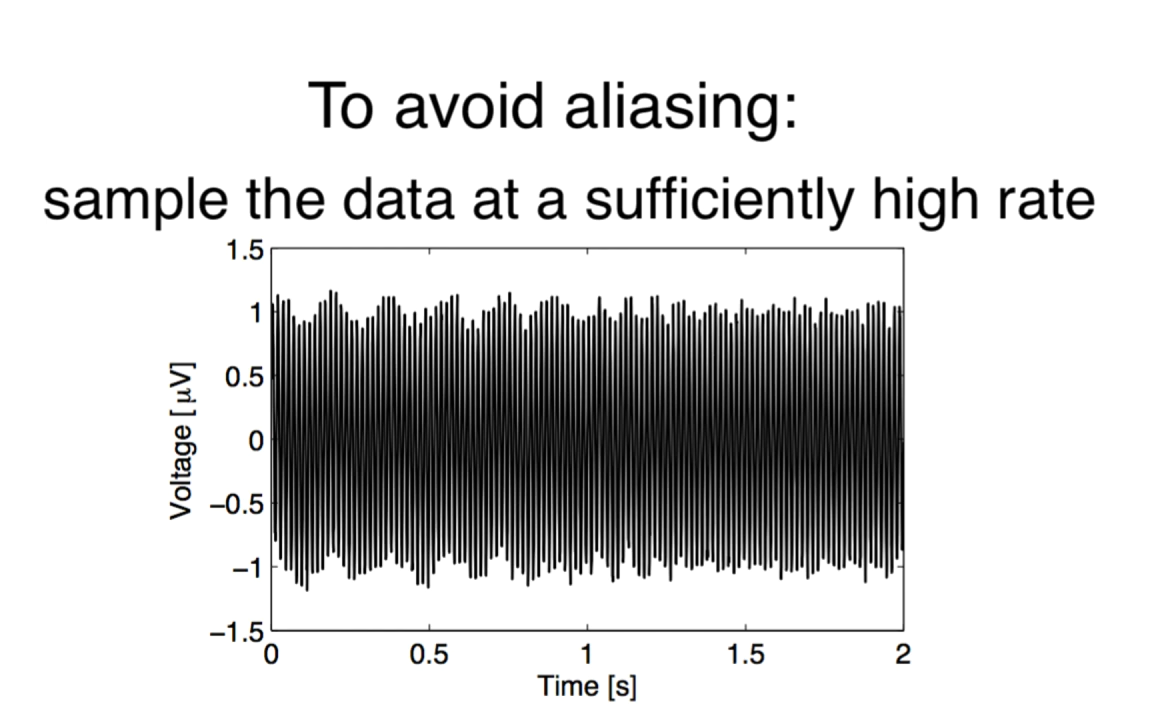 To avoid aliasing:
sample the data at a sufficiently high rate
1.5
1
0.5
0
−0.5
−1
−1.5
Voltage [ μV]
0 0.5 1 1.5 2
Time [s]